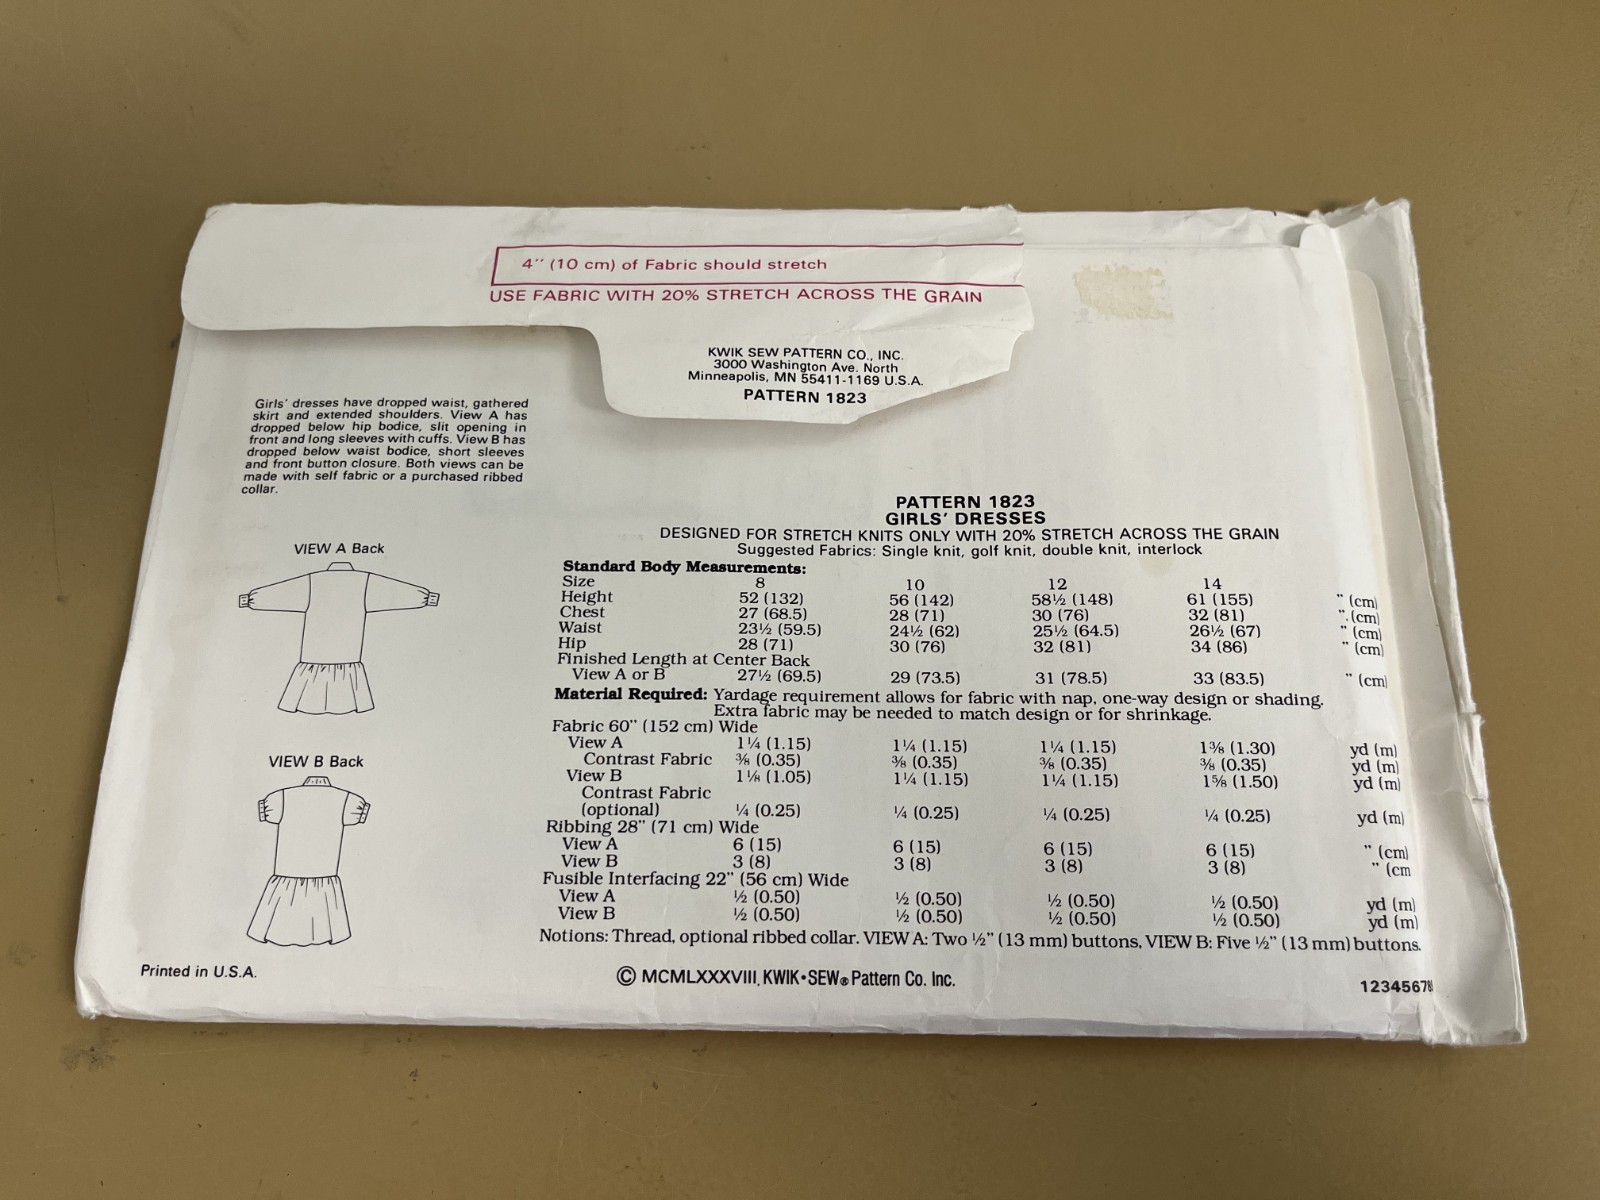 4" (10 cm) of Fabric should stretch
USE FABRIC WITH 20% STRETCH ACROSS THE GRAIN
KWIK SEW PATTERN CO., INC.
3000 Washington Ave. North
Minneapolis, MN 55411-1169 U.S.A.
PATTERN 1823
Girls' dresses have dropped waist, gathered
skirt and extended shoulders. View A has
dropped below hip bodice, slit opening in
front and long sleeves with cuffs. View B has
dropped below waist bodice, short sleeves
and front button closure. Both views can be
made with self fabric or a purchased ribbed
collar.
VIEW A Back
VIEW B Back
PATTERN 1823
GIRLS' DRESSES
DESIGNED FOR STRETCH KNITS ONLY WITH 20% STRETCH ACROSS THE GRAIN
Suggested Fabrics: Single knit, golf knit, double knit, interlock
Standard Body Measurements:
Size 8 10 12 14
Height 52 (132) 56 (142) 58½ (148) 61 (155) " (cm)
Chest 27 (68.5) 28 (71) 30 (76) 32 (81) " (cm)
Waist 23½ (59.5) 24½ (62) 25½ (64.5) 26½ (67) " (cm)
Hip 28 (71) 30 (76) 32 (81) 34 (86) " (cm)
Finished Length at Center Back
View A or B 27½ (69.5) 29 (73.5) 31 (78.5) 33 (83.5) " (cm)
Material Required: Yardage requirement allows for fabric with nap, one-way design or shading.
Extra fabric may be needed to match design or for shrinkage.
Fabric 60" (152 cm) Wide
View A 1¼ (1.15) 1¼ (1.15) 1¼ (1.15) 1⅜ (1.30) yd (m)
Contrast Fabric ⅜ (0.35) ⅜ (0.35) ⅜ (0.35) ⅜ (0.35) yd (m)
View B 1⅛ (1.05) 1¼ (1.15) 1¼ (1.15) 1⅝ (1.50) yd (m)
Contrast Fabric
(optional) ¼ (0.25) ¼ (0.25) ¼ (0.25) ¼ (0.25) yd (m)
Ribbing 28" (71 cm) Wide
View A 6 (15) 6 (15) 6 (15) 6 (15) " (cm)
View B 3 (8) 3 (8) 3 (8) 3 (8) " (cm
Fusible Interfacing 22" (56 cm) Wide
View A ½ (0.50) ½ (0.50) ½ (0.50) ½ (0.50) yd (m)
View B ½ (0.50) ½ (0.50) ½ (0.50) ½ (0.50) yd (m)
Notions: Thread, optional ribbed collar. VIEW A: Two ½" (13 mm) buttons, VIEW B: Five ½" (13 mm) buttons.
Printed in U.S.A.
© MCMLXXXVIII, KWIK•SEW® Pattern Co. Inc.
12345678